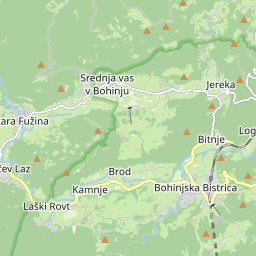 Srednja vas
v Bohinju
Jereka
ara Fužina
Bitnje
Log
Brod
ev Laz
Kamnje
Bohinjska Bistrica
Laški Rovt